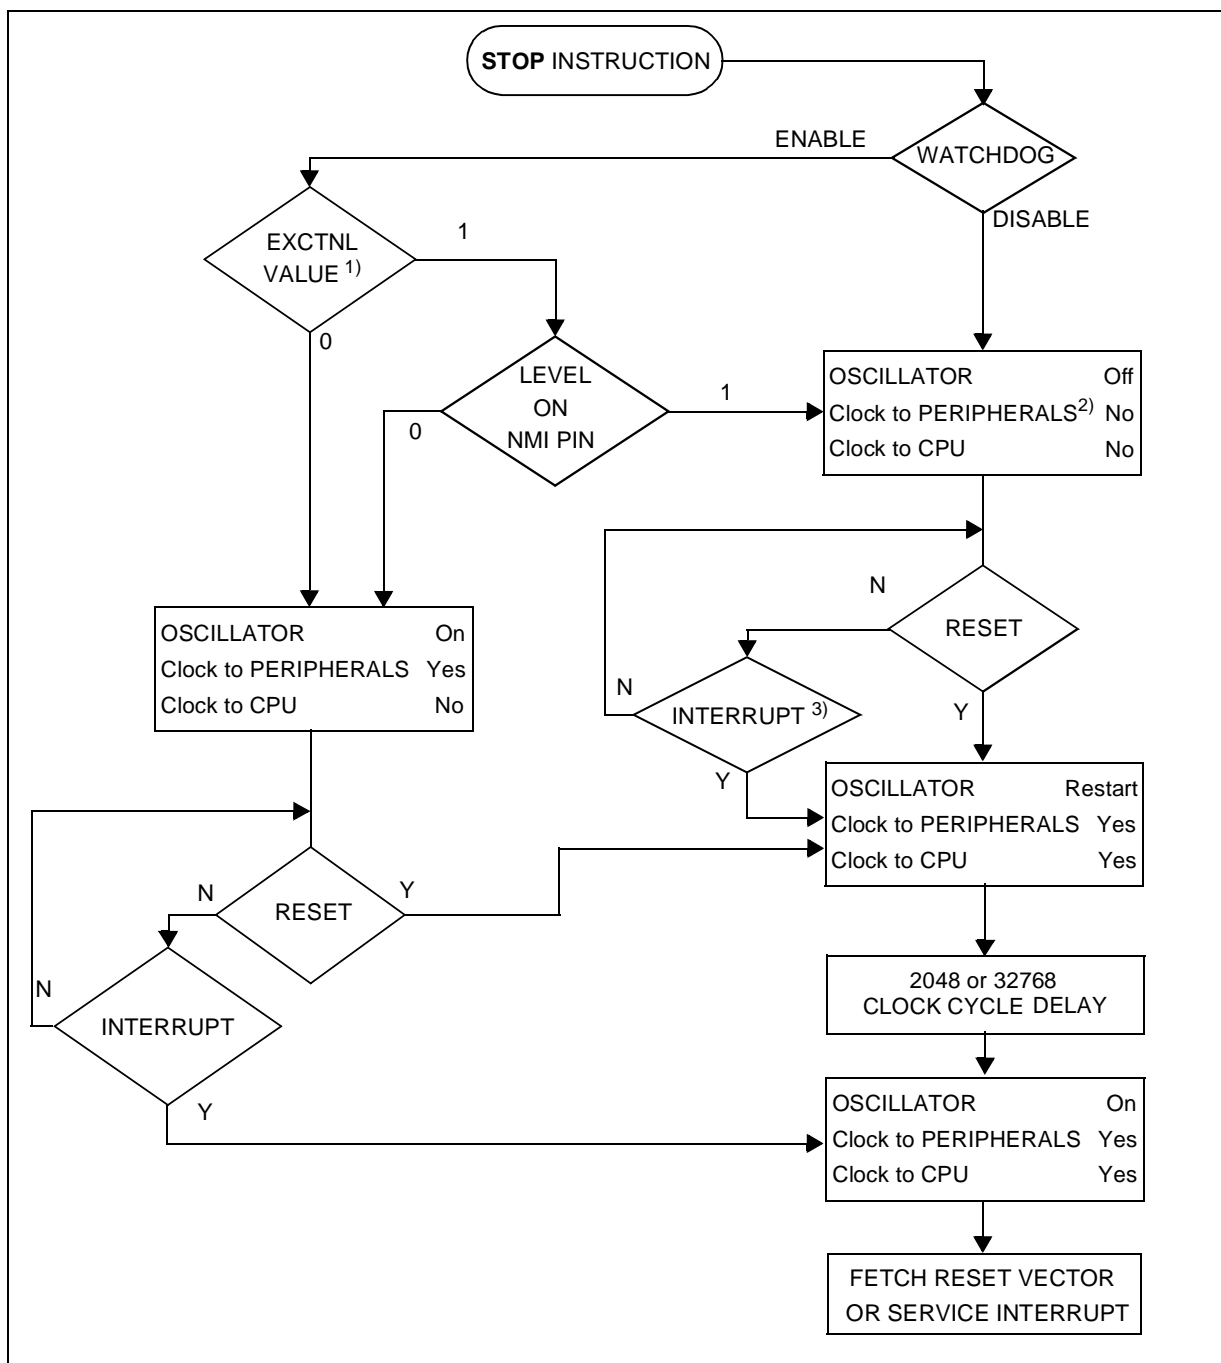 STOP INSTRUCTION
ENABLE
WATCHDOG
DISABLE
EXCTNL
VALUE 1)
1
0
LEVEL
ON
NMI PIN
1
0
OSCILLATOR Off
Clock to PERIPHERALS2) No
Clock to CPU No
N
RESET
Y
OSCILLATOR On
Clock to PERIPHERALS Yes
Clock to CPU No
N
INTERRUPT 3)
Y
OSCILLATOR Restart
Clock to PERIPHERALS Yes
Clock to CPU Yes
N
RESET
Y
N
INTERRUPT
Y
2048 or 32768
CLOCK CYCLE DELAY
OSCILLATOR On
Clock to PERIPHERALS Yes
Clock to CPU Yes
FETCH RESET VECTOR
OR SERVICE INTERRUPT